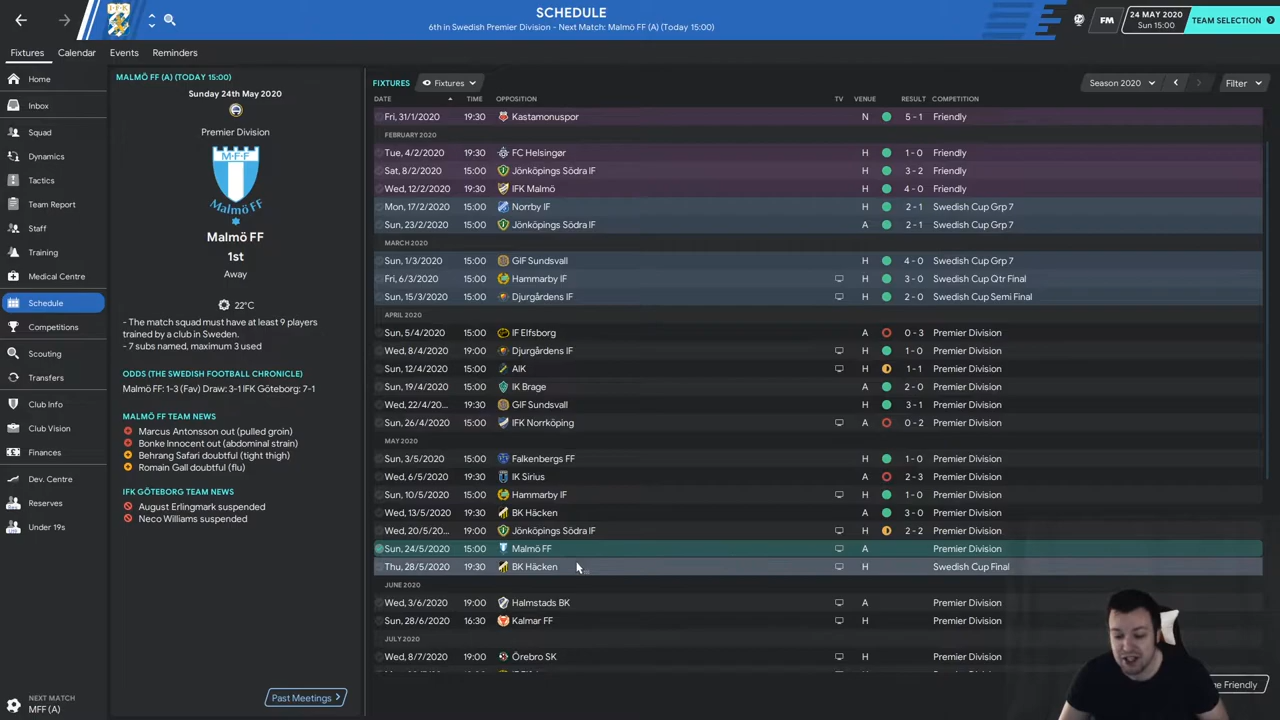 SCHEDULE
6th in Swedish Premier Division - Next Match: Malmö FF (A) (Today 15:00)
FM
24 MAY 2020
Sun 15:00
TEAM SELECTION
Fixtures Calendar Events Reminders
Home
Inbox
Squad
Dynamics
Tactics
Team Report
Staff
Training
Medical Centre
Schedule
Competitions
Scouting
Transfers
Club Info
Club Vision
Finances
Dev. Centre
Reserves
Under 19s
NEXT MATCH
MFF (A)
MALMÖ FF (A) (TODAY 15:00)
Sunday 24th May 2020
Premier Division
M.F.F
Malmö FF
Malmö FF
1st
Away
22°C
- The match squad must have at least 9 players
trained by a club in Sweden.
- 7 subs named, maximum 3 used
ODDS (THE SWEDISH FOOTBALL CHRONICLE)
Malmö FF: 1-3 (Fav) Draw: 3-1 IFK Göteborg: 7-1
MALMÖ FF TEAM NEWS
Marcus Antonsson out (pulled groin)
Bonke Innocent out (abdominal strain)
Behrang Safari doubtful (tight thigh)
Romain Gall doubtful (flu)
IFK GÖTEBORG TEAM NEWS
August Erlingmark suspended
Neco Williams suspended
Past Meetings
FIXTURES Fixtures Season 2020 Filter
DATE TIME OPPOSITION TV VENUE RESULT COMPETITION
Fri, 31/1/2020 19:30 Kastamonuspor N 5 - 1 Friendly
FEBRUARY 2020
Tue, 4/2/2020 19:30 FC Helsingør H 1 - 0 Friendly
Sat, 8/2/2020 15:00 Jönköpings Södra IF H 3 - 2 Friendly
Wed, 12/2/2020 19:30 IFK Malmö H 4 - 0 Friendly
Mon, 17/2/2020 15:00 Norrby IF H 2 - 1 Swedish Cup Grp 7
Sun, 23/2/2020 15:00 Jönköpings Södra IF A 2 - 1 Swedish Cup Grp 7
MARCH 2020
Sun, 1/3/2020 15:00 GIF Sundsvall H 4 - 0 Swedish Cup Grp 7
Fri, 6/3/2020 15:00 Hammarby IF H 3 - 0 Swedish Cup Qtr Final
Sun, 15/3/2020 15:00 Djurgårdens IF H 2 - 0 Swedish Cup Semi Final
APRIL 2020
Sun, 5/4/2020 15:00 IF Elfsborg A 0 - 3 Premier Division
Wed, 8/4/2020 19:00 Djurgårdens IF H 1 - 0 Premier Division
Sun, 12/4/2020 15:00 AIK H 1 - 1 Premier Division
Sun, 19/4/2020 15:00 IK Brage A 2 - 0 Premier Division
Wed, 22/4/20... 19:30 GIF Sundsvall H 3 - 1 Premier Division
Sun, 26/4/2020 15:00 IFK Norrköping A 0 - 2 Premier Division
MAY 2020
Sun, 3/5/2020 15:00 Falkenbergs FF H 1 - 0 Premier Division
Wed, 6/5/2020 19:30 IK Sirius A 2 - 3 Premier Division
Sun, 10/5/2020 15:00 Hammarby IF H 1 - 0 Premier Division
Wed, 13/5/2020 19:30 BK Häcken A 3 - 0 Premier Division
Wed, 20/5/20... 19:00 Jönköpings Södra IF H 2 - 2 Premier Division
Sun, 24/5/2020 15:00 Malmö FF A Premier Division
Thu, 28/5/2020 19:30 BK Häcken H Swedish Cup Final
JUNE 2020
Wed, 3/6/2020 19:00 Halmstads BK A Premier Division
Sun, 28/6/2020 16:30 Kalmar FF H Premier Division
JULY 2020
Wed, 8/7/2020 19:00 Örebro SK H Premier Division
Friendly